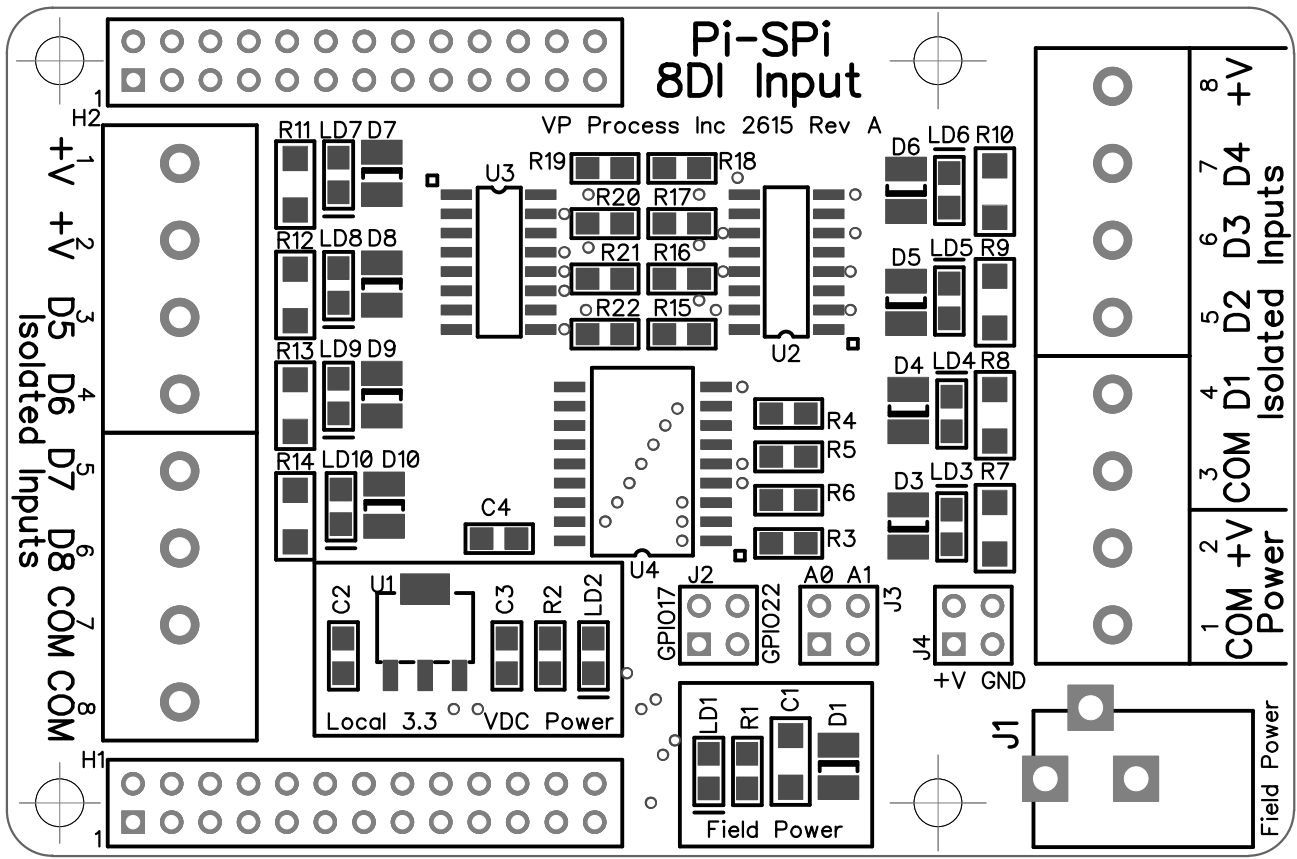 Pi-SPi
8DI Input
VP Process Inc 2615 Rev A
1
H2
R11 LD7 D7
R12 LD8 D8
R13 LD9 D9
R14 LD10 D10
1 +V
2 +V
3 D5
4 D6
5 D7
6 D8
7 COM
8 COM
Isolated Inputs
Isolated Inputs
U3
R19 R18
R20 R17
R21 R16
R22 R15
U2
D6 LD6 R10
D5 LD5 R9
D4 LD4 R8
D3 LD3 R7
8 +V
7 D4
6 D3
5 D2
4 D1
3 COM
2 +V
1 COM
Isolated Inputs
Power
R4
R5
R6
R3
C4
U4
C2
U1
C3
R2
LD2
Local 3.3 VDC Power
J2
GPIO17
GPIO22
A0 A1
J3
J4
+V GND
LD1
R1
C1
D1
Field Power
J1
Field Power
H1
1